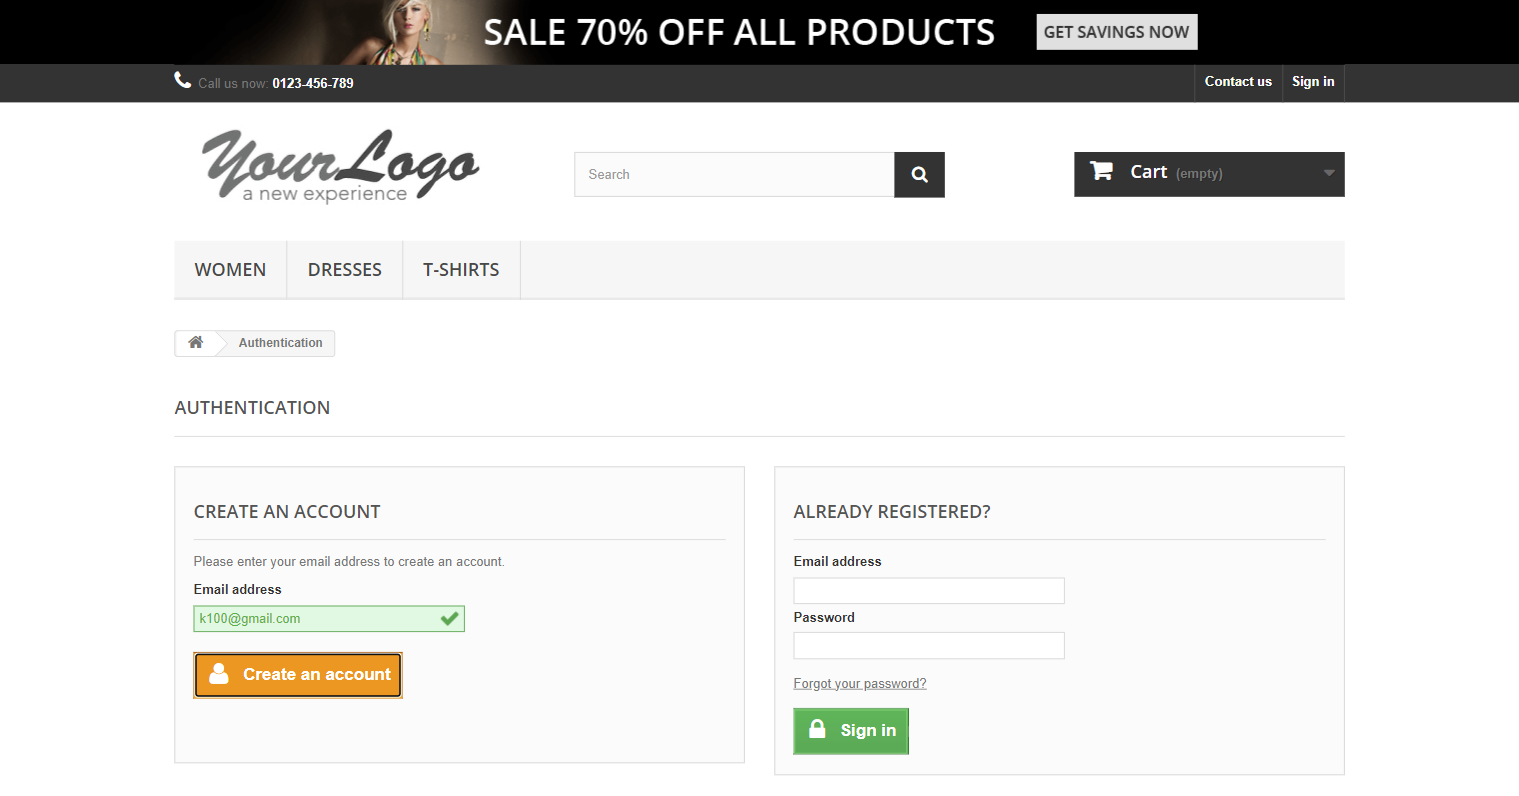 SALE 70% OFF ALL PRODUCTS GET SAVINGS NOW
Call us now: 0123-456-789 Contact us Sign in
Your Logo
a new experience
Search
Cart (empty)
WOMEN DRESSES T-SHIRTS
Authentication
AUTHENTICATION
CREATE AN ACCOUNT
Please enter your email address to create an account.
Email address
k100@gmail.com
Create an account
ALREADY REGISTERED?
Email address
Password
Forgot your password?
Sign in